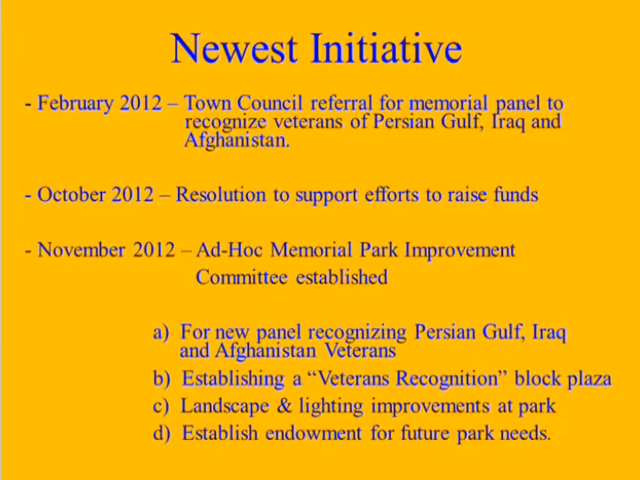 Newest Initiative
- February 2012 – Town Council referral for memorial panel to
recognize veterans of Persian Gulf, Iraq and
Afghanistan.
- October 2012 – Resolution to support efforts to raise funds
- November 2012 – Ad-Hoc Memorial Park Improvement
Committee established
a) For new panel recognizing Persian Gulf, Iraq
and Afghanistan Veterans
b) Establishing a “Veterans Recognition” block plaza
c) Landscape & lighting improvements at park
d) Establish endowment for future park needs.